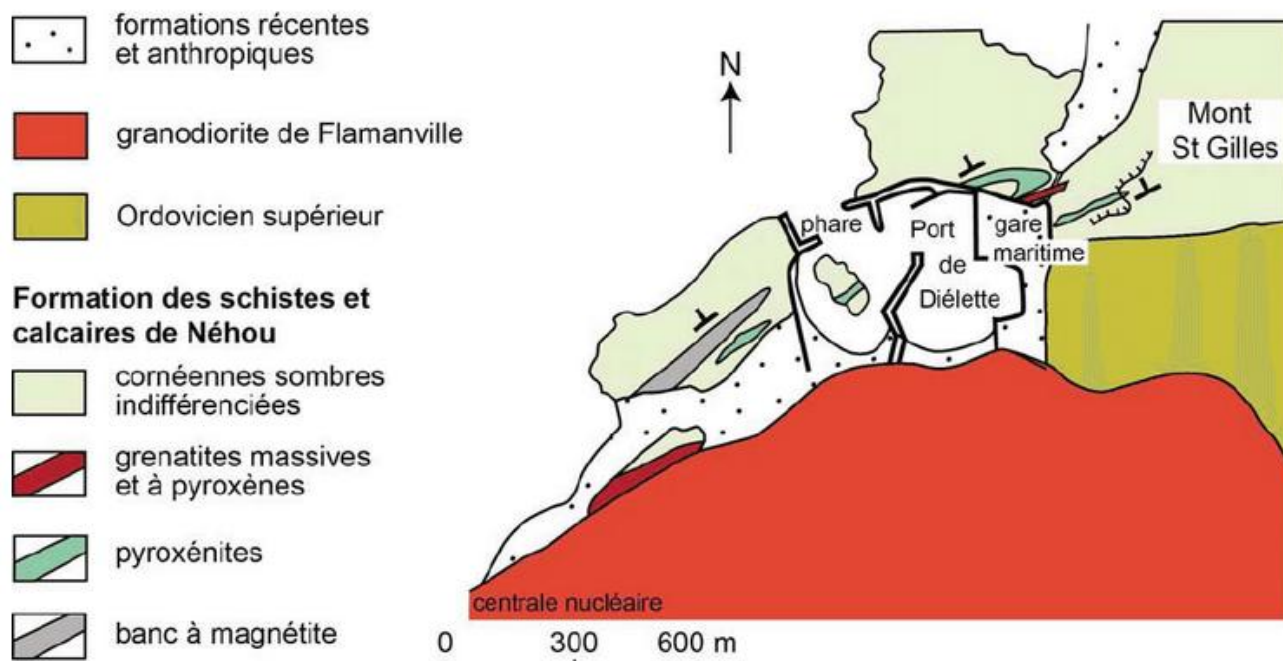 formations récentes
et anthropiques
granodiorite de Flamanville
Ordovicien supérieur
Formation des schistes et
calcaires de Néhou
cornéennes sombres
indifférenciées
grenatites massives
et à pyroxènes
pyroxénites
banc à magnétite
N
Mont
St Gilles
phare
Port
de
Diélette
gare
maritime
centrale nucléaire
0 300 600 m